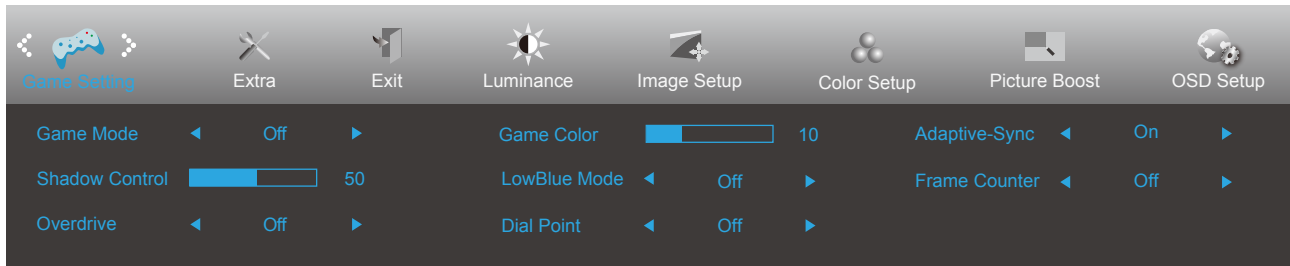 Game Setting Extra Exit Luminance Image Setup Color Setup Picture Boost OSD Setup
Game Mode Off Game Color 10 Adaptive-Sync On
Shadow Control 50 LowBlue Mode Off Frame Counter Off
Overdrive Off Dial Point Off